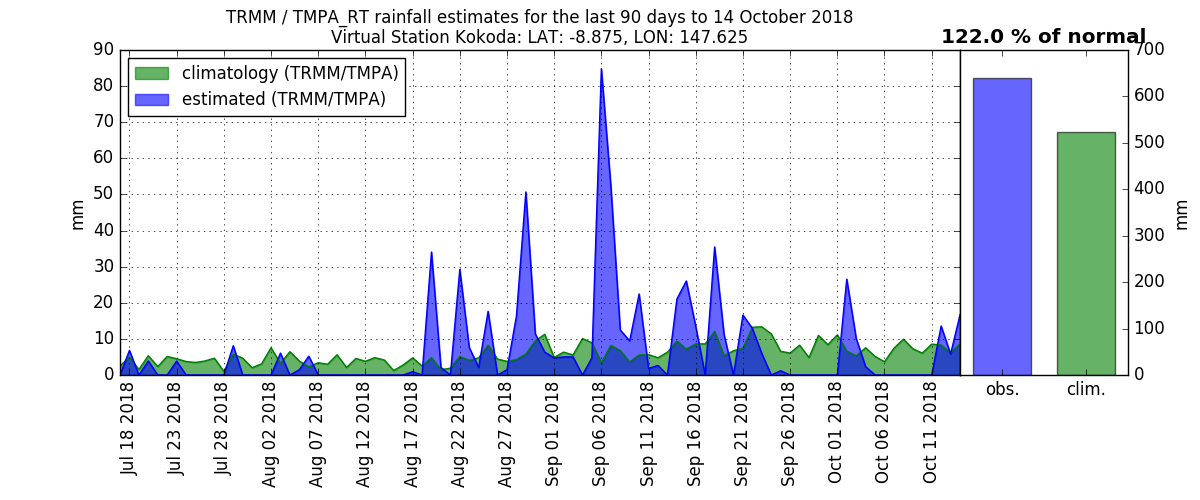 TRMM / TMPA_RT rainfall estimates for the last 90 days to 14 October 2018
Virtual Station Kokoda: LAT: -8.875, LON: 147.625
122.0 % of normal
climatology (TRMM/TMPA)
estimated (TRMM/TMPA)
mm
90
80
70
60
50
40
30
20
10
0
Jul 18 2018
Jul 23 2018
Jul 28 2018
Aug 02 2018
Aug 07 2018
Aug 12 2018
Aug 17 2018
Aug 22 2018
Aug 27 2018
Sep 01 2018
Sep 06 2018
Sep 11 2018
Sep 16 2018
Sep 21 2018
Sep 26 2018
Oct 01 2018
Oct 06 2018
Oct 11 2018
700
600
500
400
300
200
100
0
mm
obs.
clim.